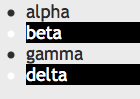 • alpha
• beta
• gamma
• delta